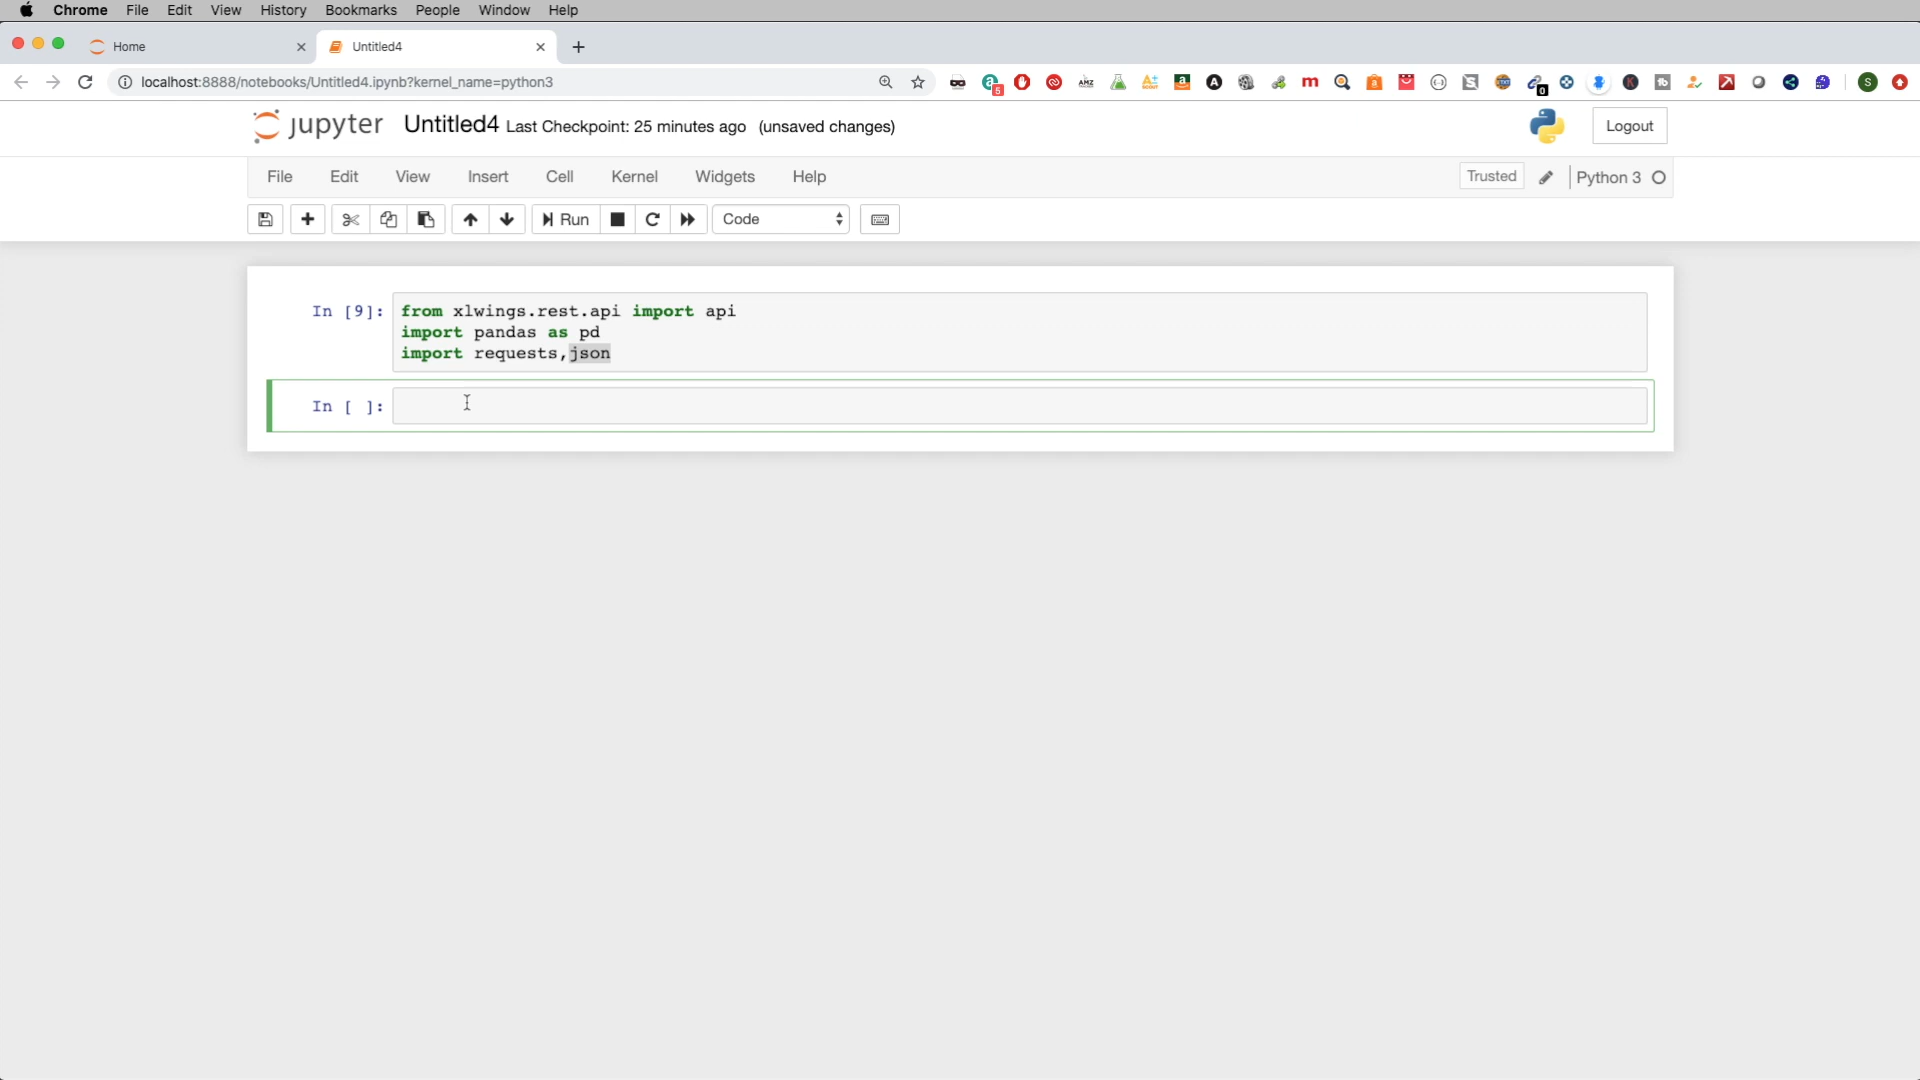 Chrome File Edit View History Bookmarks People Window Help
Home Untitled4
localhost:8888/notebooks/Untitled4.ipynb?kernel_name=python3
jupyter Untitled4 Last Checkpoint: 25 minutes ago (unsaved changes) Logout
File Edit View Insert Cell Kernel Widgets Help Trusted Python 3
Run Code
In [9]: from xlwings.rest.api import api
import pandas as pd
import requests,json
In [ ]: